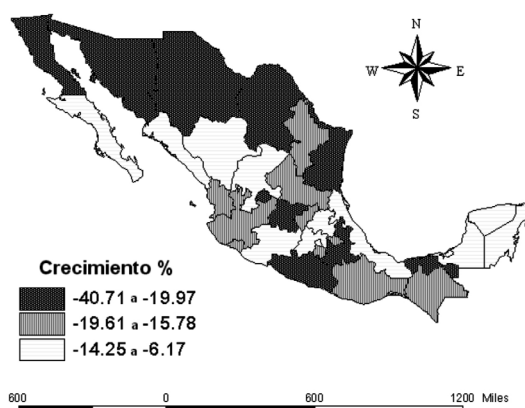 N
W E
S
Crecimiento %
-40.71 a -19.97
-19.61 a -15.78
-14.25 a -6.17
600 0 600 1200 Miles